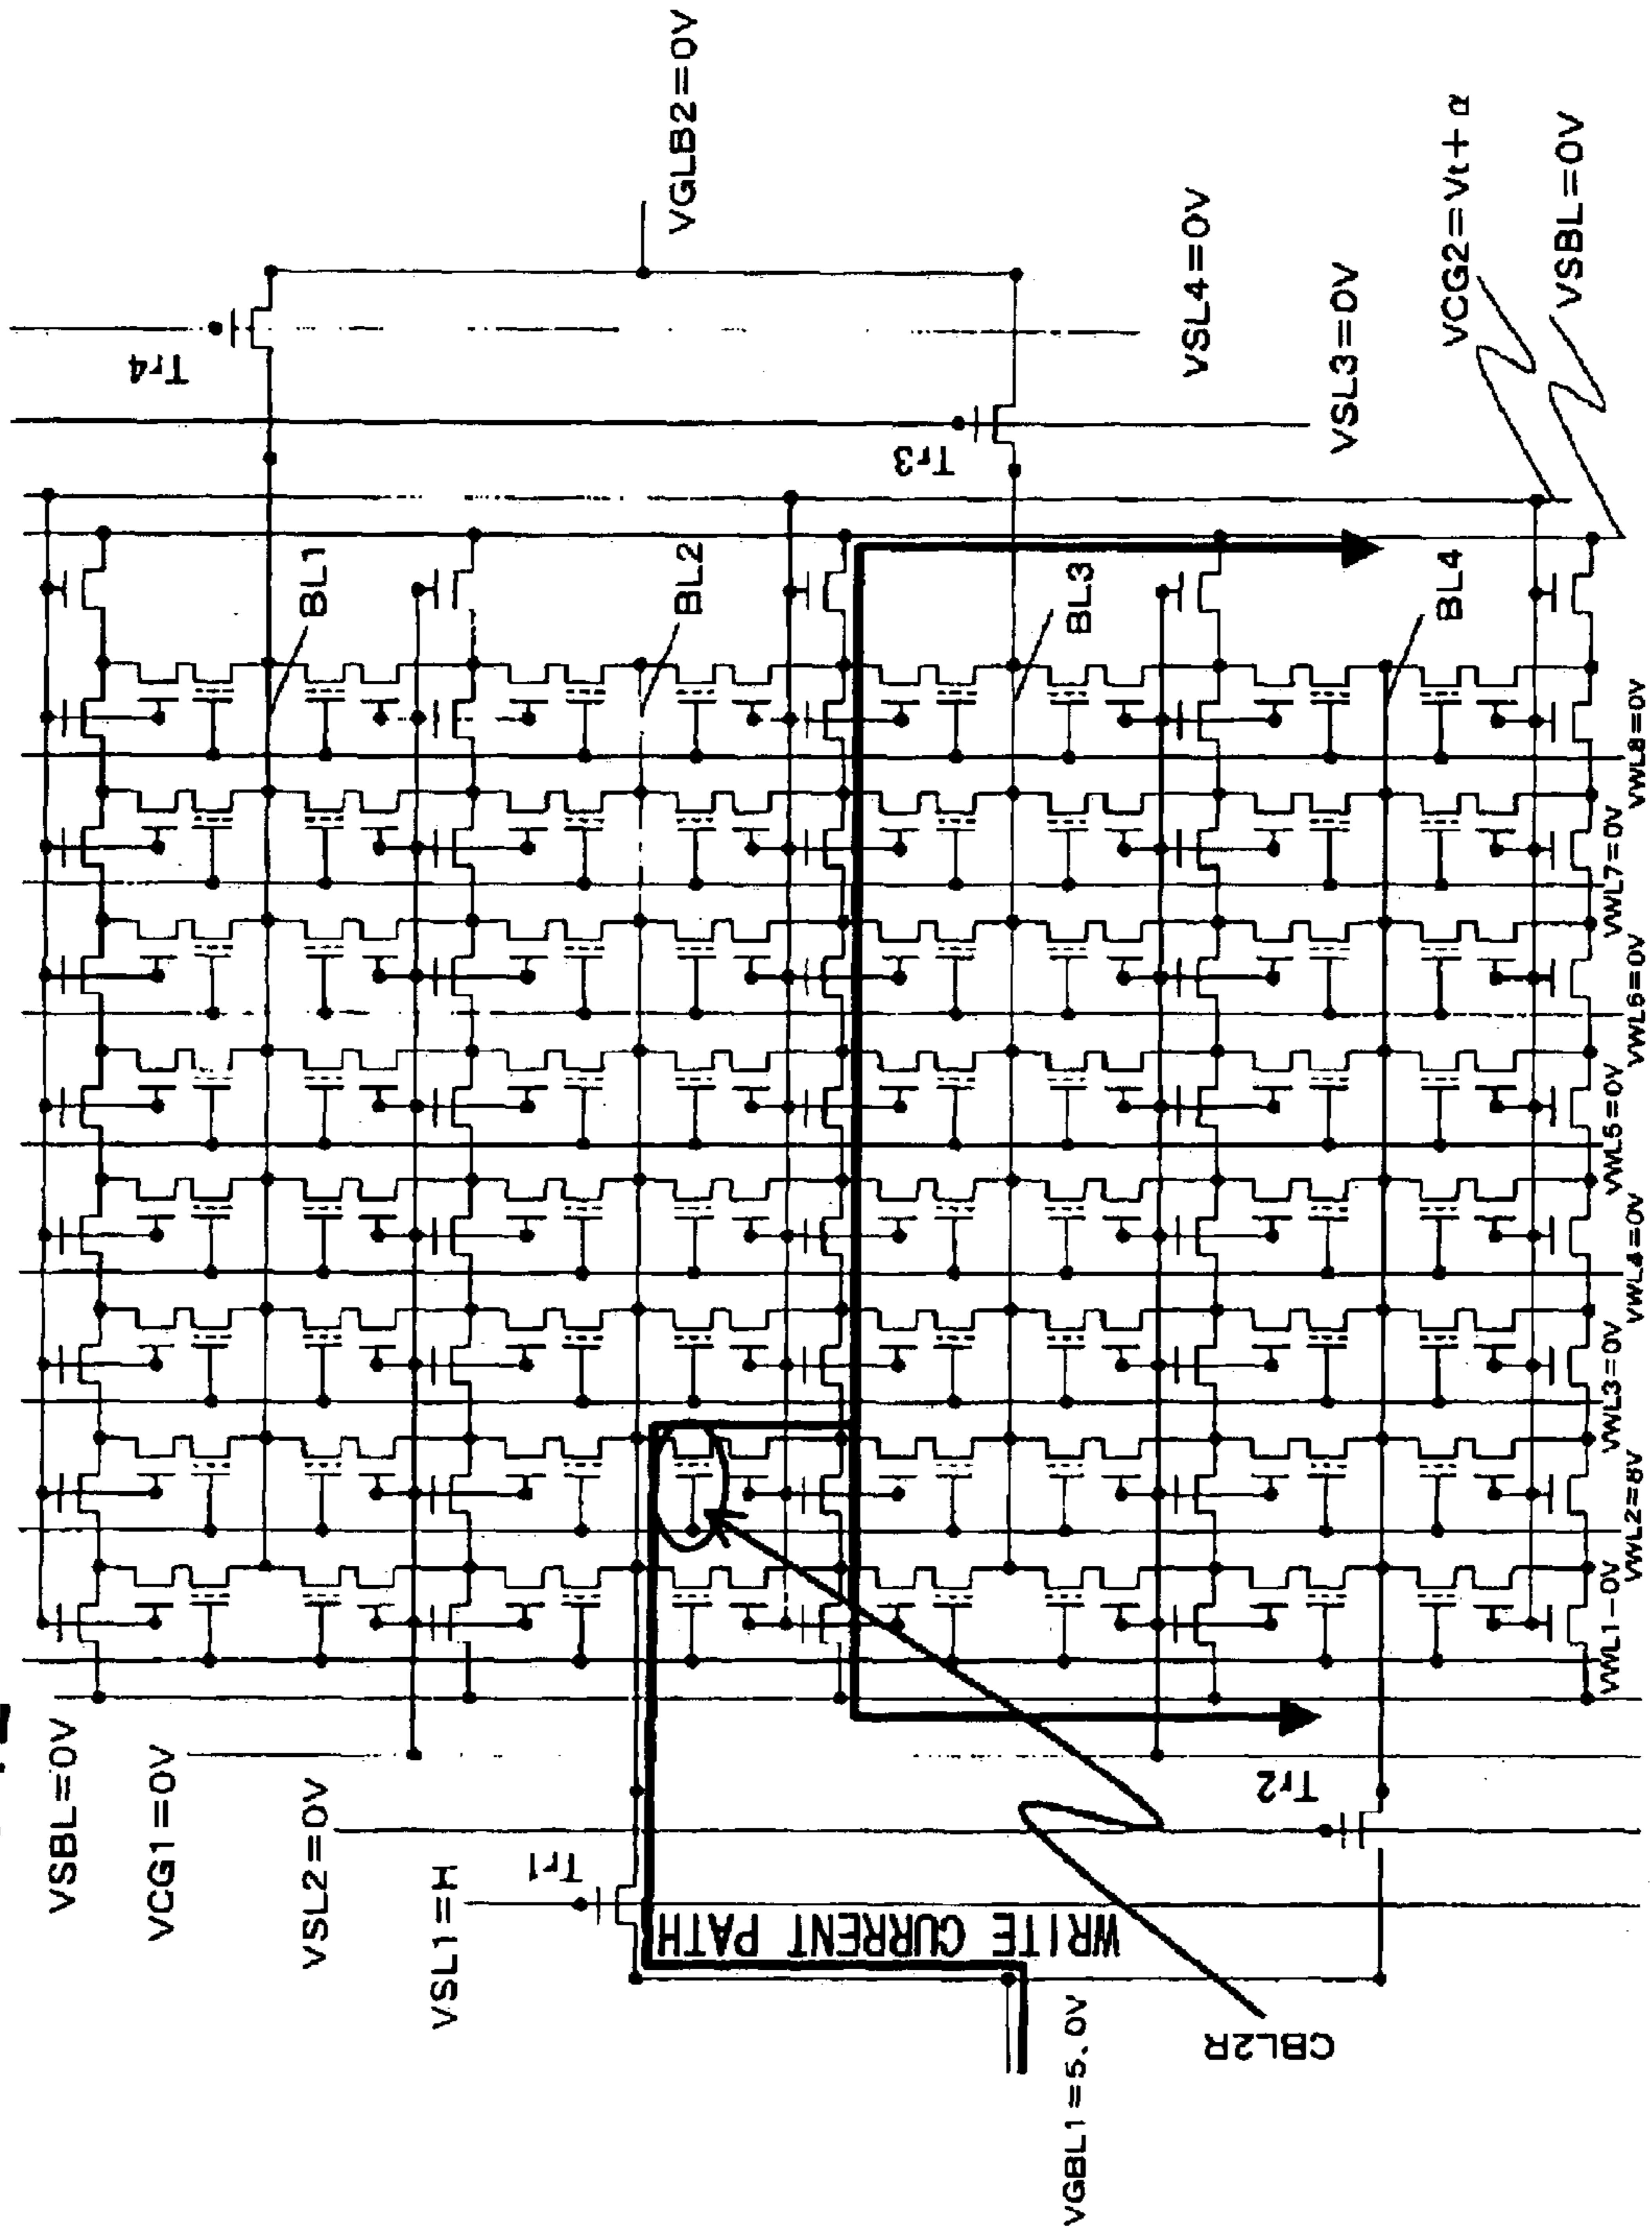 VSBL=0V
VCG1=0V
VSL2=0V
VSL1=H
Tr1
WRITE CURRENT PATH
VGBL1=5.0V
CBL2R
Tr2
BL1
BL2
BL3
BL4
Tr4
Tr3
VGLB2=0V
VSL4=0V
VSL3=0V
VCG2=Vt+α
VSBL=0V
VWL1-0V
VWL2=8V
VWL3=0V
VWL4=0V
VWL5=0V
VWL6=0V
VWL7=0V
VWL8=0V